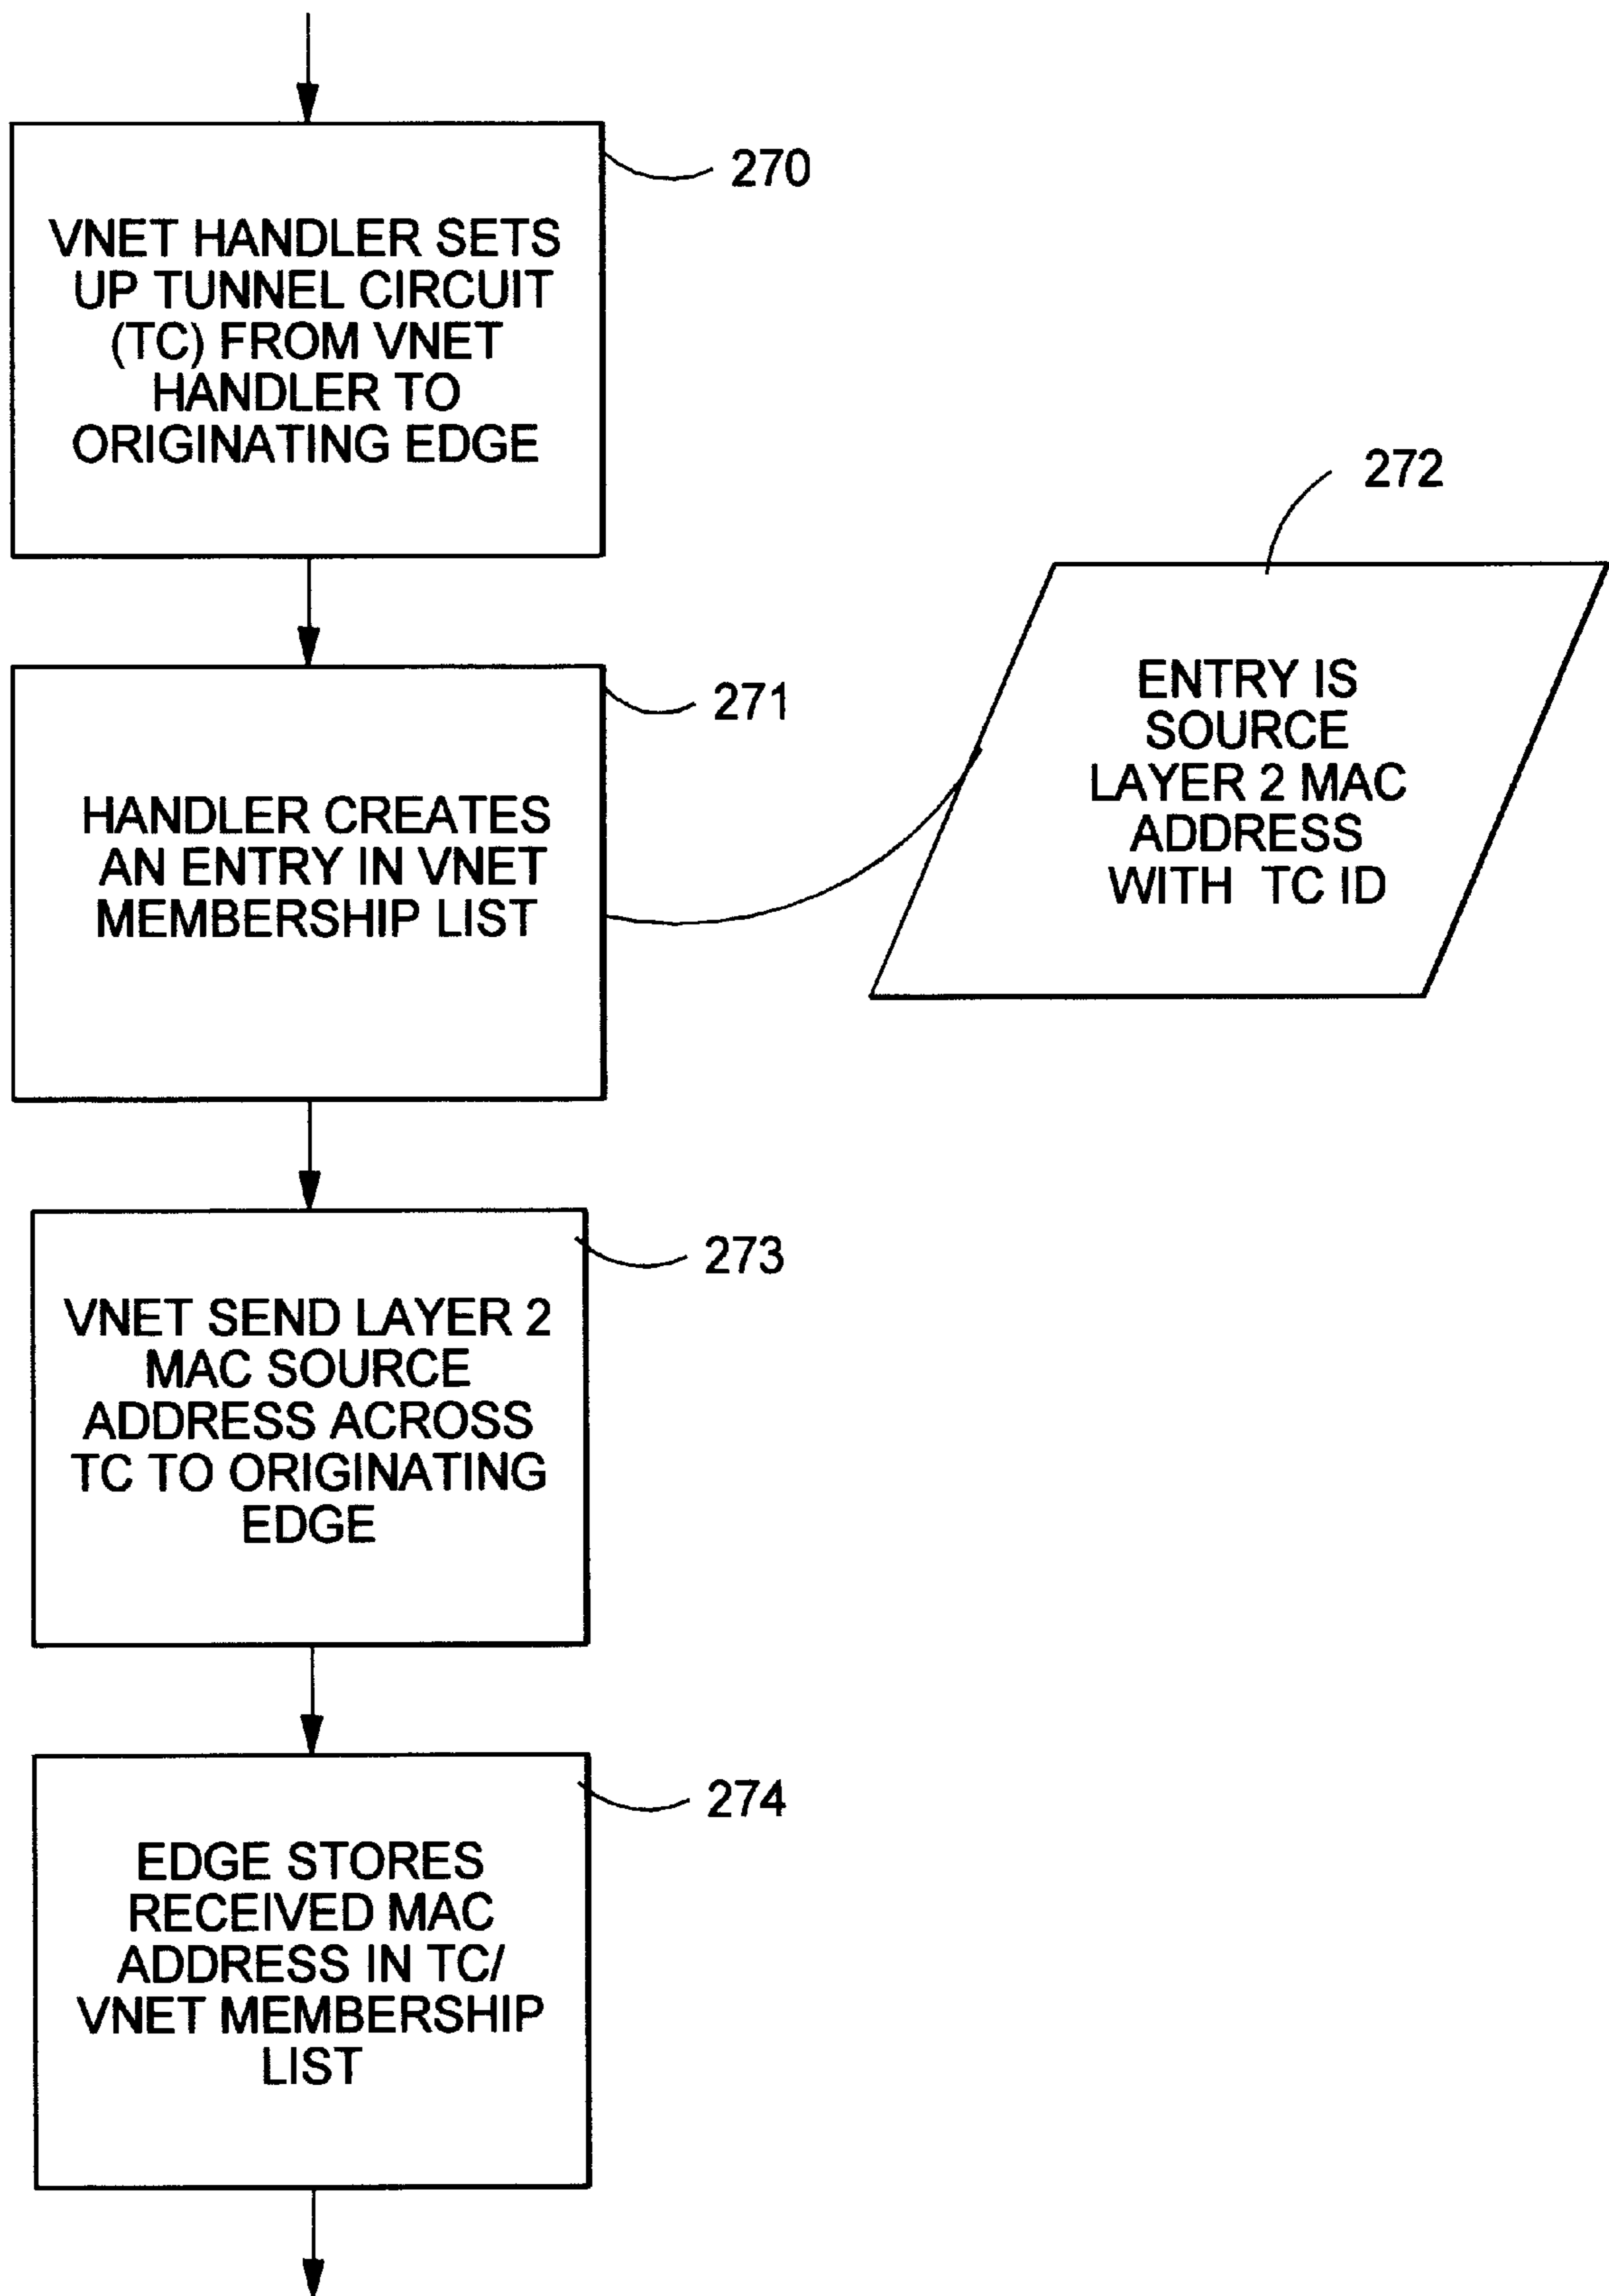 270
VNET HANDLER SETS
UP TUNNEL CIRCUIT
(TC) FROM VNET
HANDLER TO
ORIGINATING EDGE
272
271
HANDLER CREATES
AN ENTRY IN VNET
MEMBERSHIP LIST
ENTRY IS
SOURCE
LAYER 2 MAC
ADDRESS
WITH TC ID
273
VNET SEND LAYER 2
MAC SOURCE
ADDRESS ACROSS
TC TO ORIGINATING
EDGE
274
EDGE STORES
RECEIVED MAC
ADDRESS IN TC/
VNET MEMBERSHIP
LIST